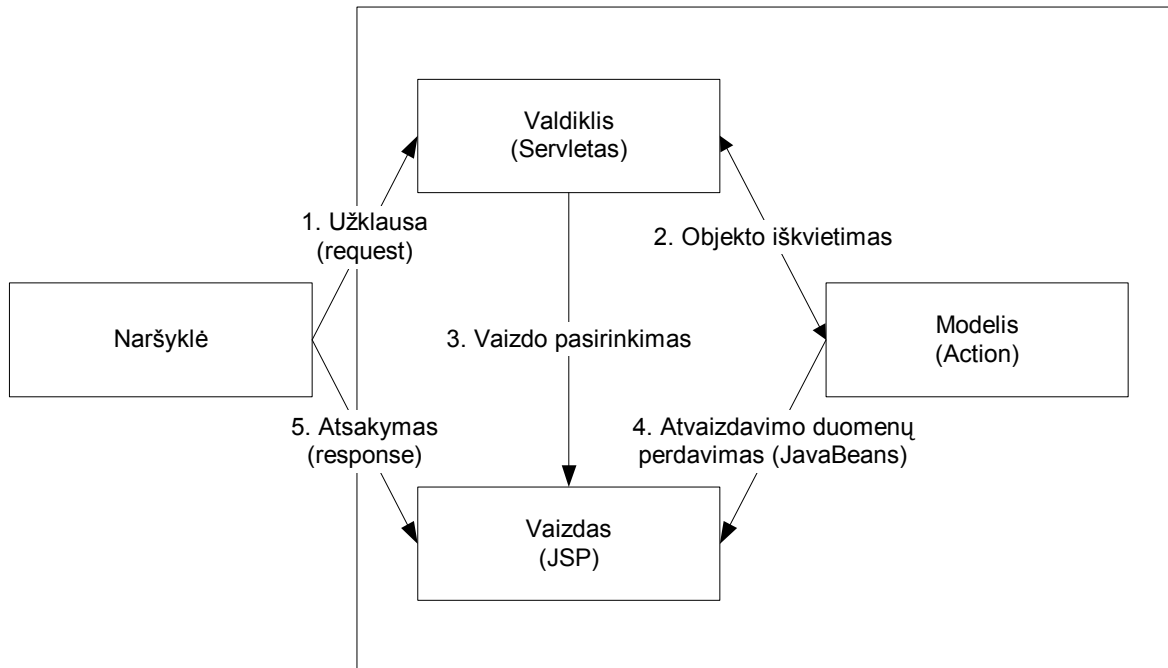 Valdiklis
(Servletas)
1. Užklausa
(request)
2. Objekto iškvietimas
Naršyklė
3. Vaizdo pasirinkimas
Modelis
(Action)
5. Atsakymas
(response)
4. Atvaizdavimo duomenų
perdavimas (JavaBeans)
Vaizdas
(JSP)